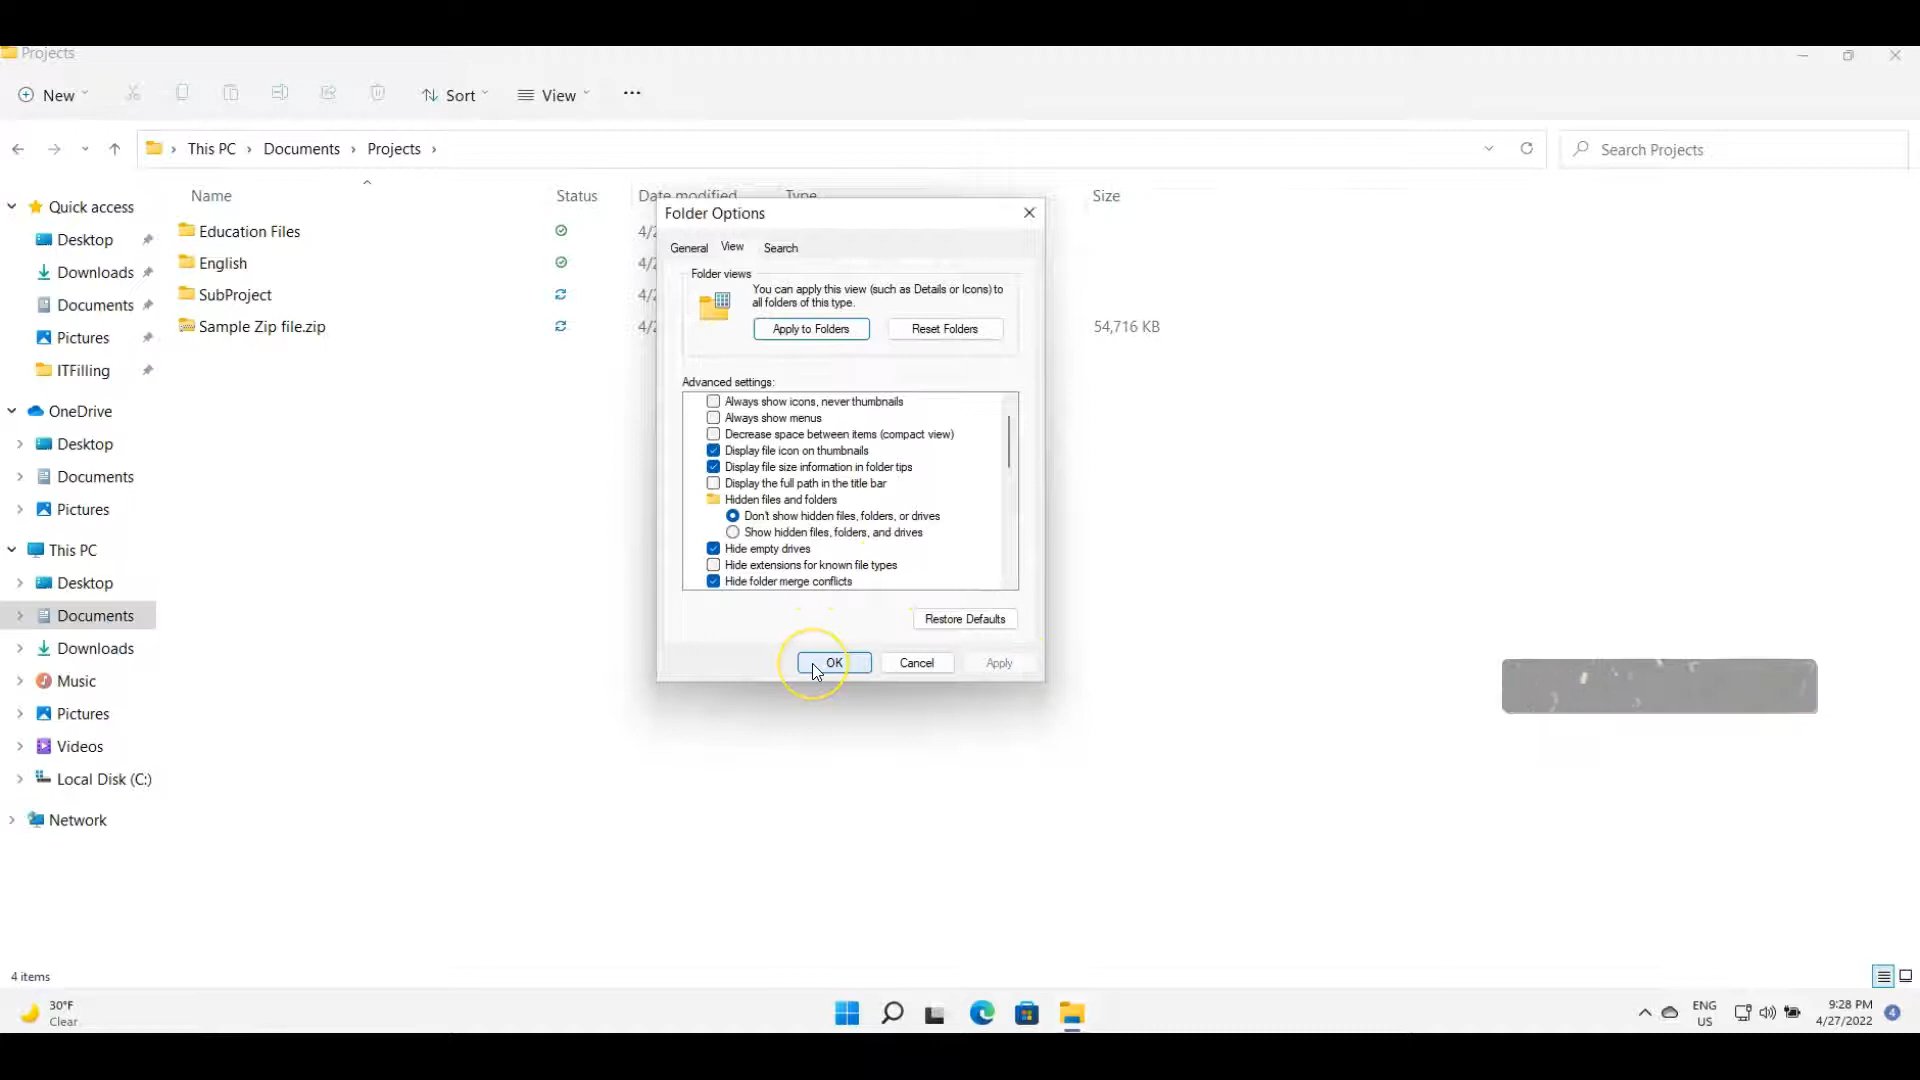 Projects
New
Sort
View
This PC
Documents
Projects
Search Projects
Name
Status
Date modified
Type
Size
Quick access
Desktop
Downloads
Documents
Pictures
ITFilling
OneDrive
Desktop
Documents
Pictures
This PC
Desktop
Documents
Downloads
Music
Pictures
Videos
Local Disk (C:)
Network
Education Files
4/2
English
4/2
SubProject
4/2
Sample Zip file.zip
4/2
54,716 KB
Folder Options
General
View
Search
Folder views
You can apply this view (such as Details or Icons) to
all folders of this type.
Apply to Folders
Reset Folders
Advanced settings:
Always show icons, never thumbnails
Always show menus
Decrease space between items (compact view)
Display file icon on thumbnails
Display file size information in folder tips
Display the full path in the title bar
Hidden files and folders
Don't show hidden files, folders, or drives
Show hidden files, folders, and drives
Hide empty drives
Hide extensions for known file types
Hide folder merge conflicts
Restore Defaults
OK
Cancel
Apply
4 items
30°F
Clear
ENG
US
9:28 PM
4/27/2022
4